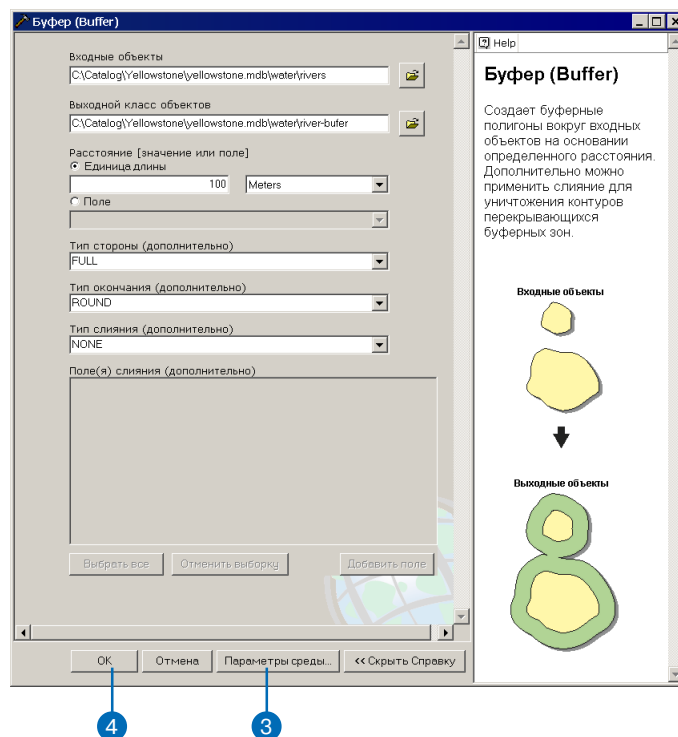 Буфер (Buffer)
Входные объекты
C:\Catalog\Yellowstone\yellowstone.mdb\water\rivers
Выходной класс объектов
C:\Catalog\Yellowstone\yellowstone.mdb\water\river-bufer
Расстояние [значение или поле]
Единица длины
100 Meters
Поле
Тип стороны (дополнительно)
FULL
Тип окончания (дополнительно)
ROUND
Тип слияния (дополнительно)
NONE
Поле(я) слияния (дополнительно)
Выбрать все Отменить выборку Добавить поле
OK Отмена Параметры среды... << Скрыть Справку
4 3
Help
Буфер (Buffer)
Создает буферные
полигоны вокруг входных
объектов на основании
определенного расстояния.
Дополнительно можно
применить слияние для
уничтожения контуров
перекрывающихся
буферных зон.
Входные объекты
Выходные объекты